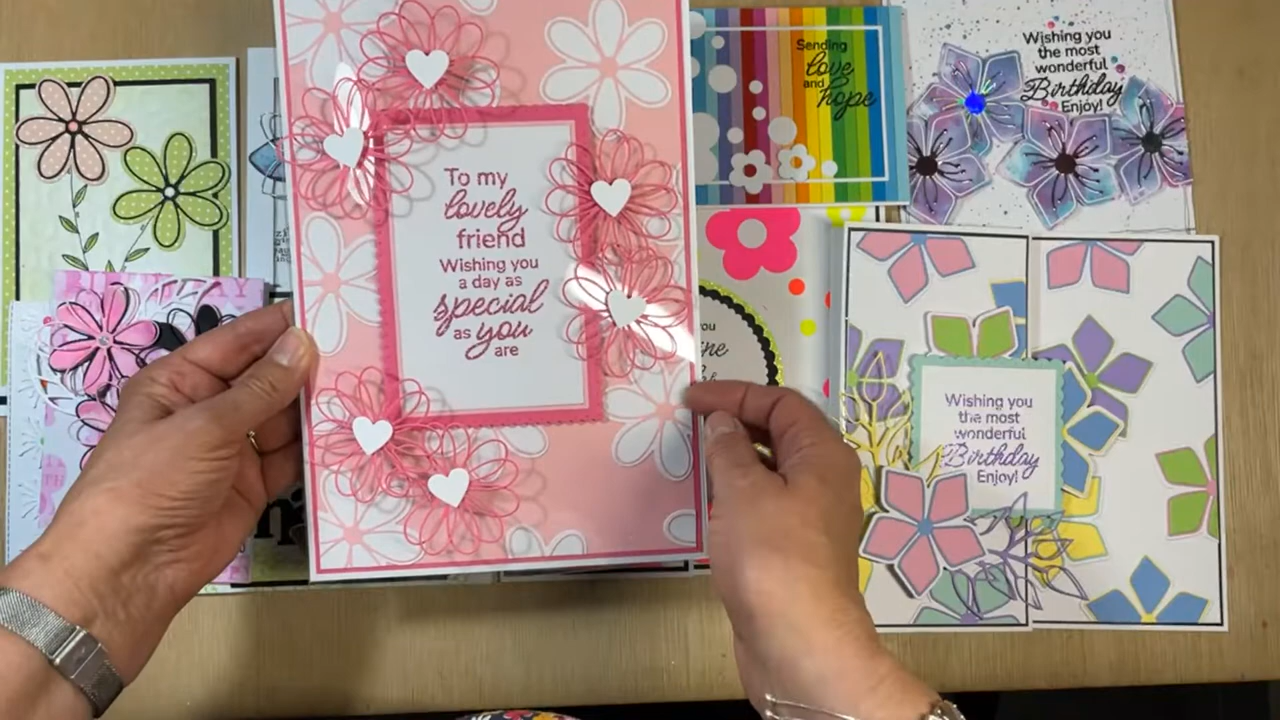 To my
lovely
friend
Wishing you
a day as
special
as you
are
Sending
love
and
hope
Wishing you
the most
wonderful
Birthday
Enjoy!
you
Wishing you
the most
wonderful
Birthday
Enjoy!